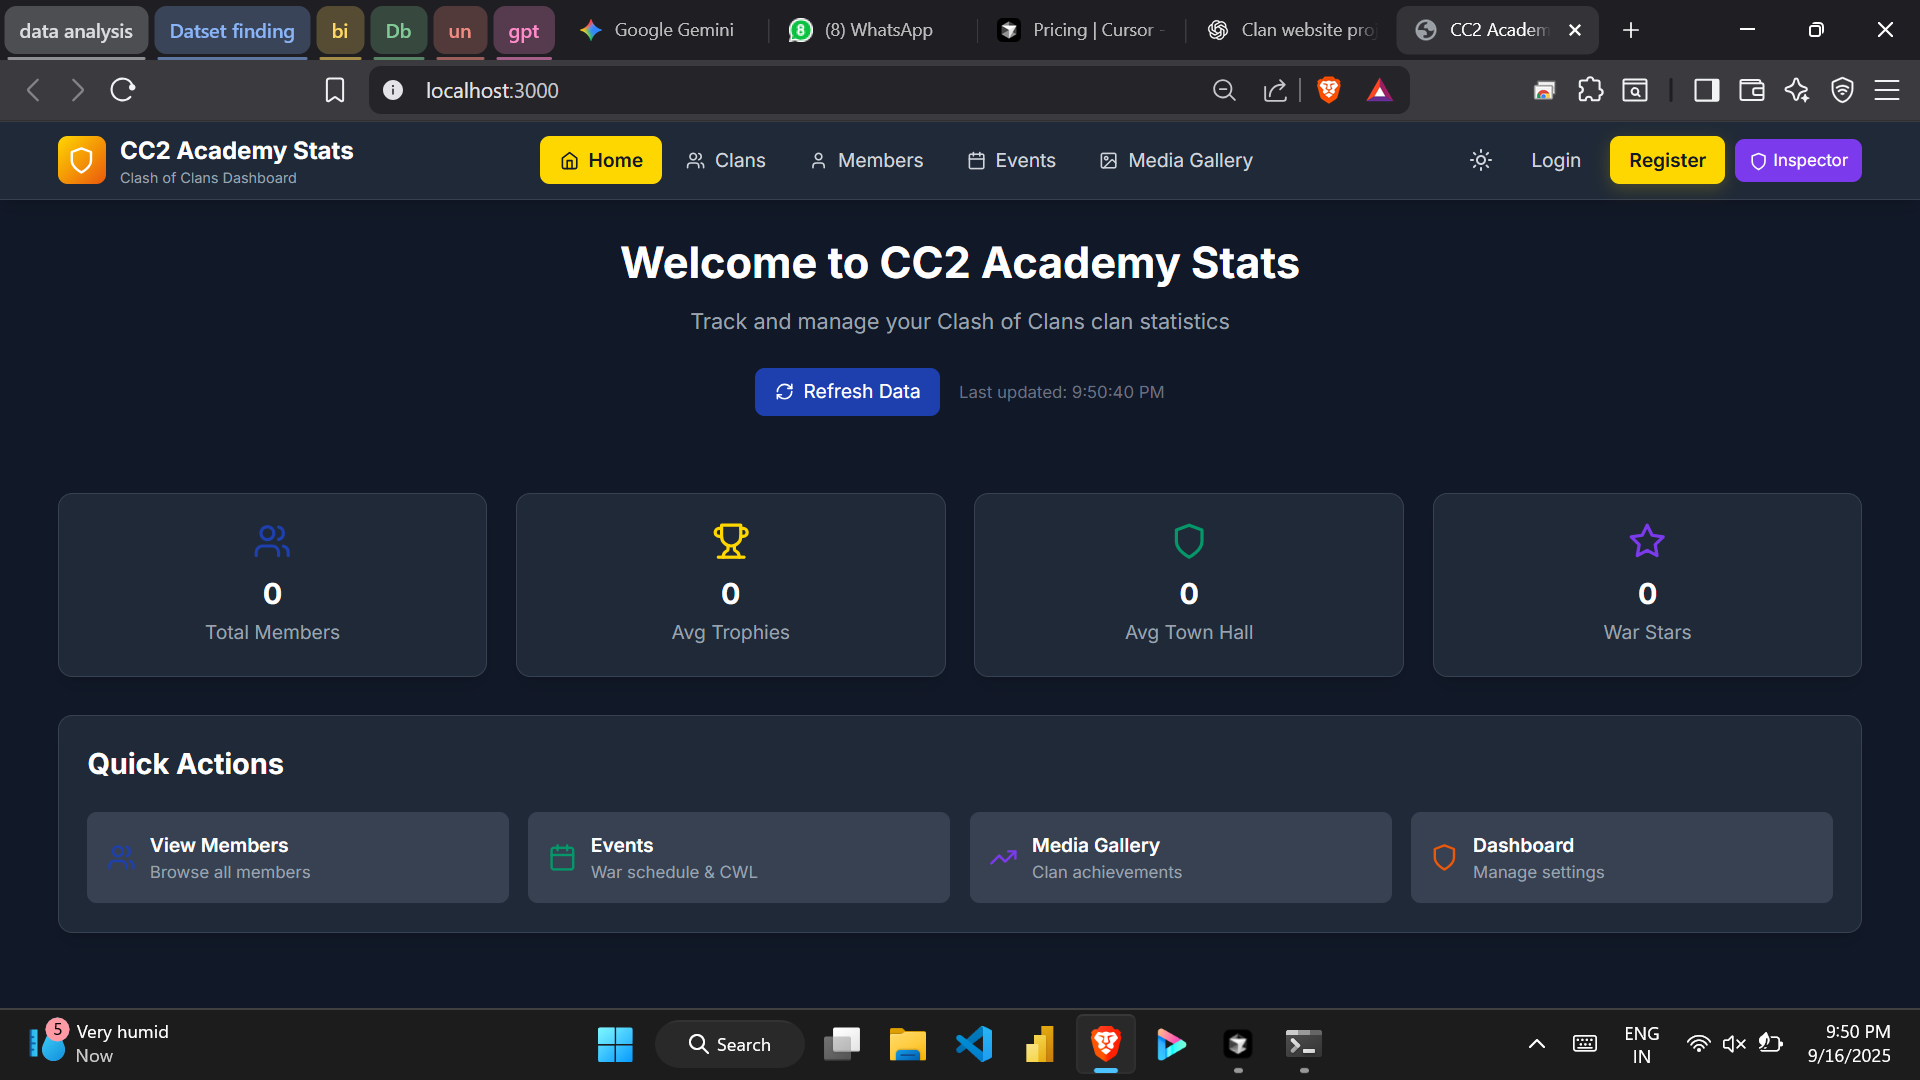 data analysis
Datset finding
bi
Db
un
gpt
Google Gemini
8
(8) WhatsApp
Pricing | Cursor -
Clan website pro
CC2 Academ
localhost:3000
CC2 Academy Stats
Clash of Clans Dashboard
Home
Clans
Members
Events
Media Gallery
Login
Register
Inspector
Welcome to CC2 Academy Stats
Track and manage your Clash of Clans clan statistics
Refresh Data
Last updated: 9:50:40 PM
0
Total Members
0
Avg Trophies
0
Avg Town Hall
0
War Stars
Quick Actions
View Members
Browse all members
Events
War schedule & CWL
Media Gallery
Clan achievements
Dashboard
Manage settings
5
Very humid
Now
Search
ENG
IN
9:50 PM
9/16/2025